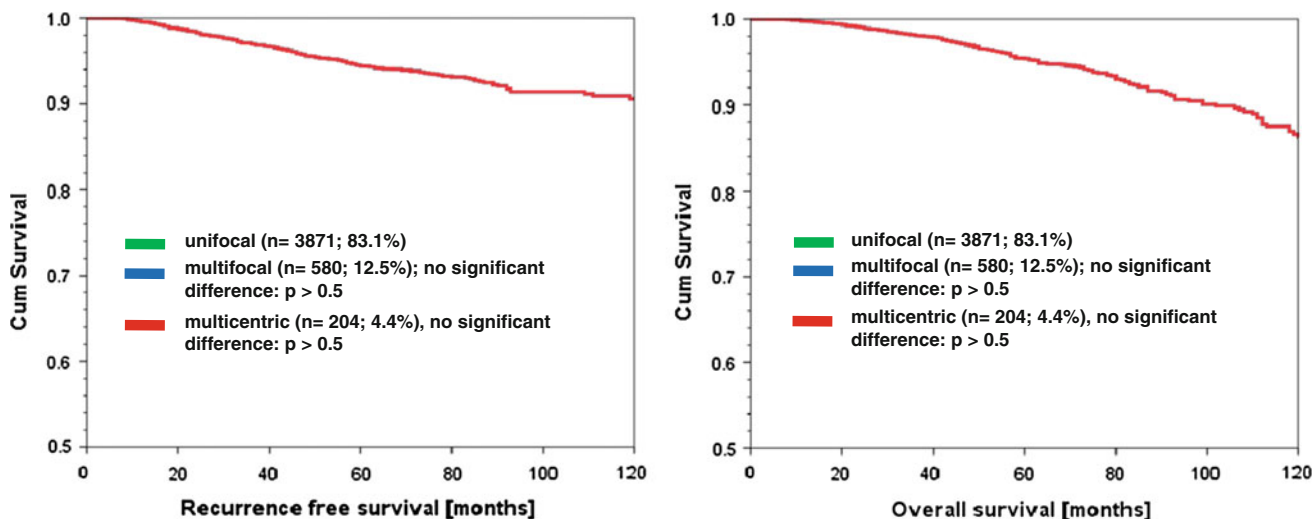 1.0
0.9
0.8
0.7
0.6
0.5
Cum Survival
unifocal (n= 3871; 83.1%)
multifocal (n= 580; 12.5%); no significant
difference: p > 0.5
multicentric (n= 204; 4.4%), no significant
difference: p > 0.5
0 20 40 60 80 100 120
Recurrence free survival [months]
1.0
0.9
0.8
0.7
0.6
0.5
Cum Survival
unifocal (n= 3871; 83.1%)
multifocal (n= 580; 12.5%); no significant
difference: p > 0.5
multicentric (n= 204; 4.4%), no significant
difference: p > 0.5
0 20 40 60 80 100 120
Overall survival [months]